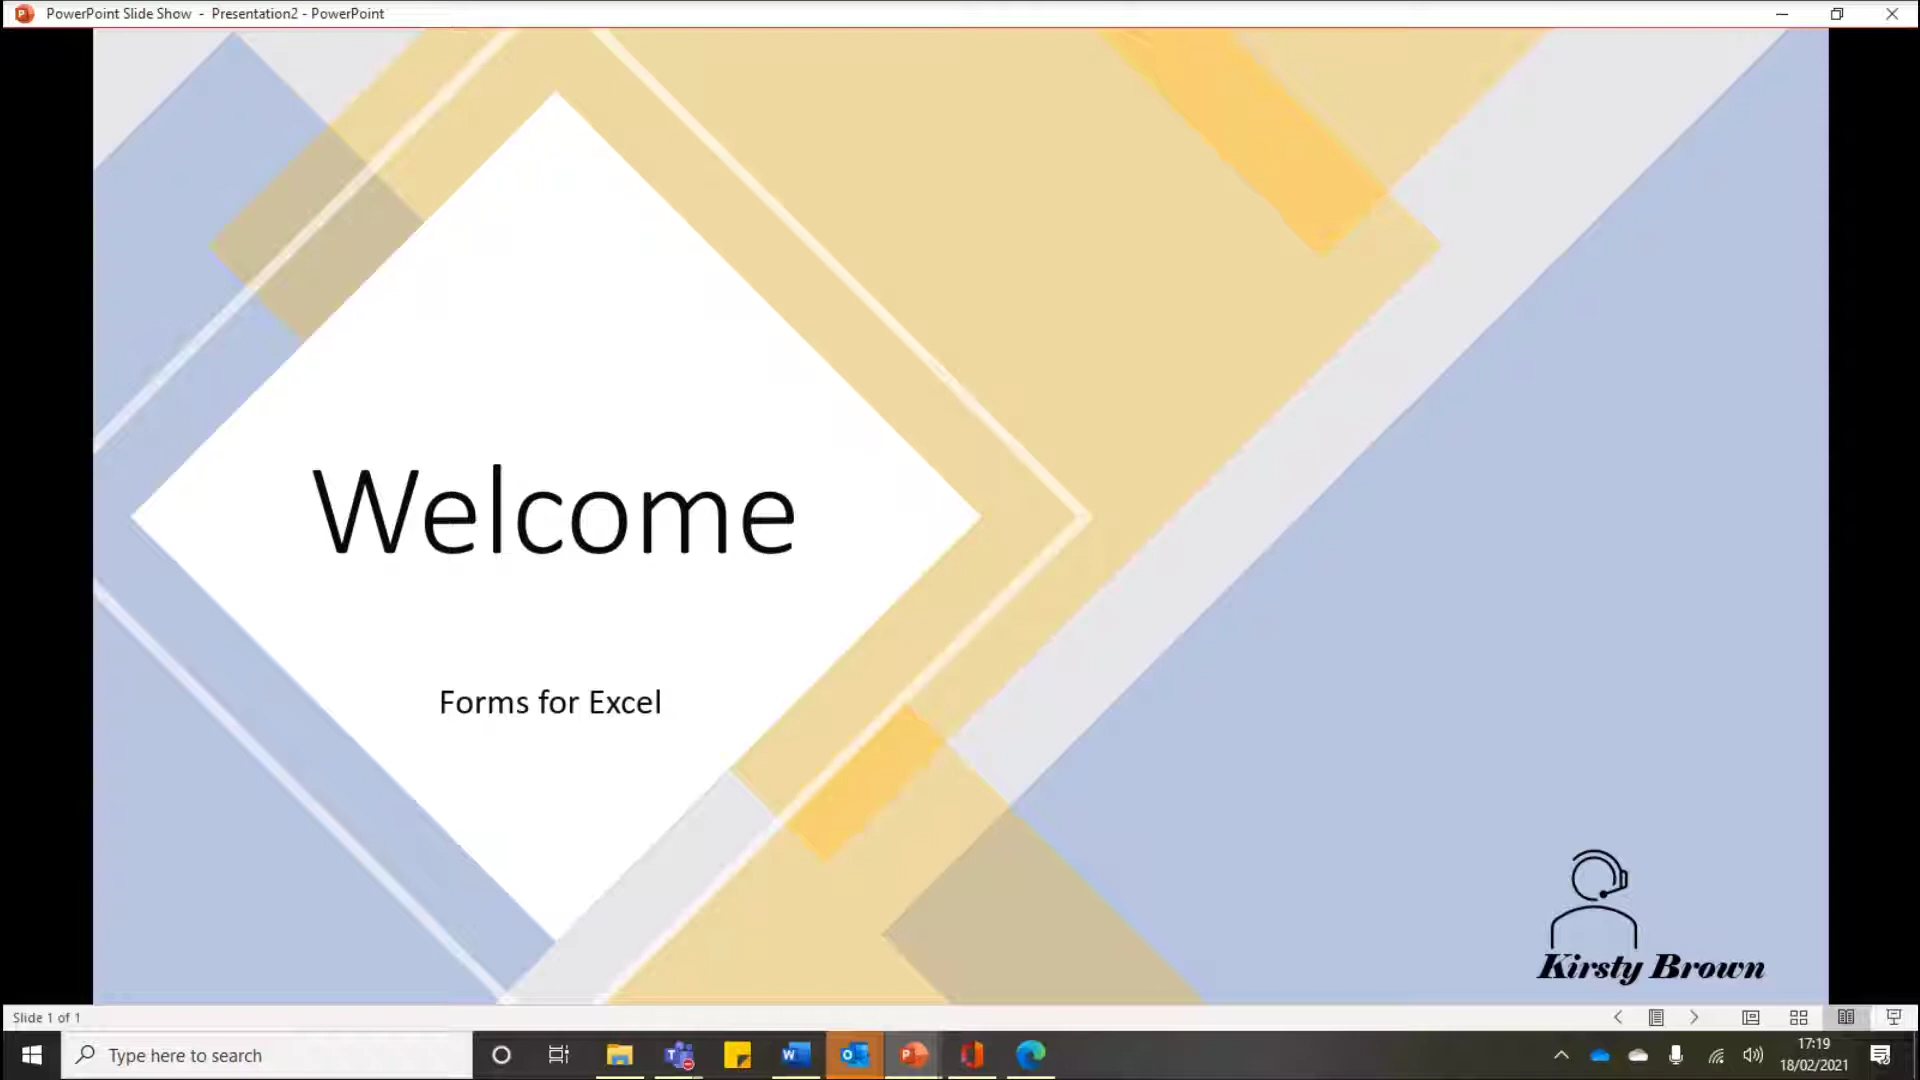 PowerPoint Slide Show - Presentation2 - PowerPoint
Welcome
Forms for Excel
Kirsty Brown
Slide 1 of 1
Type here to search
17:19
18/02/2021